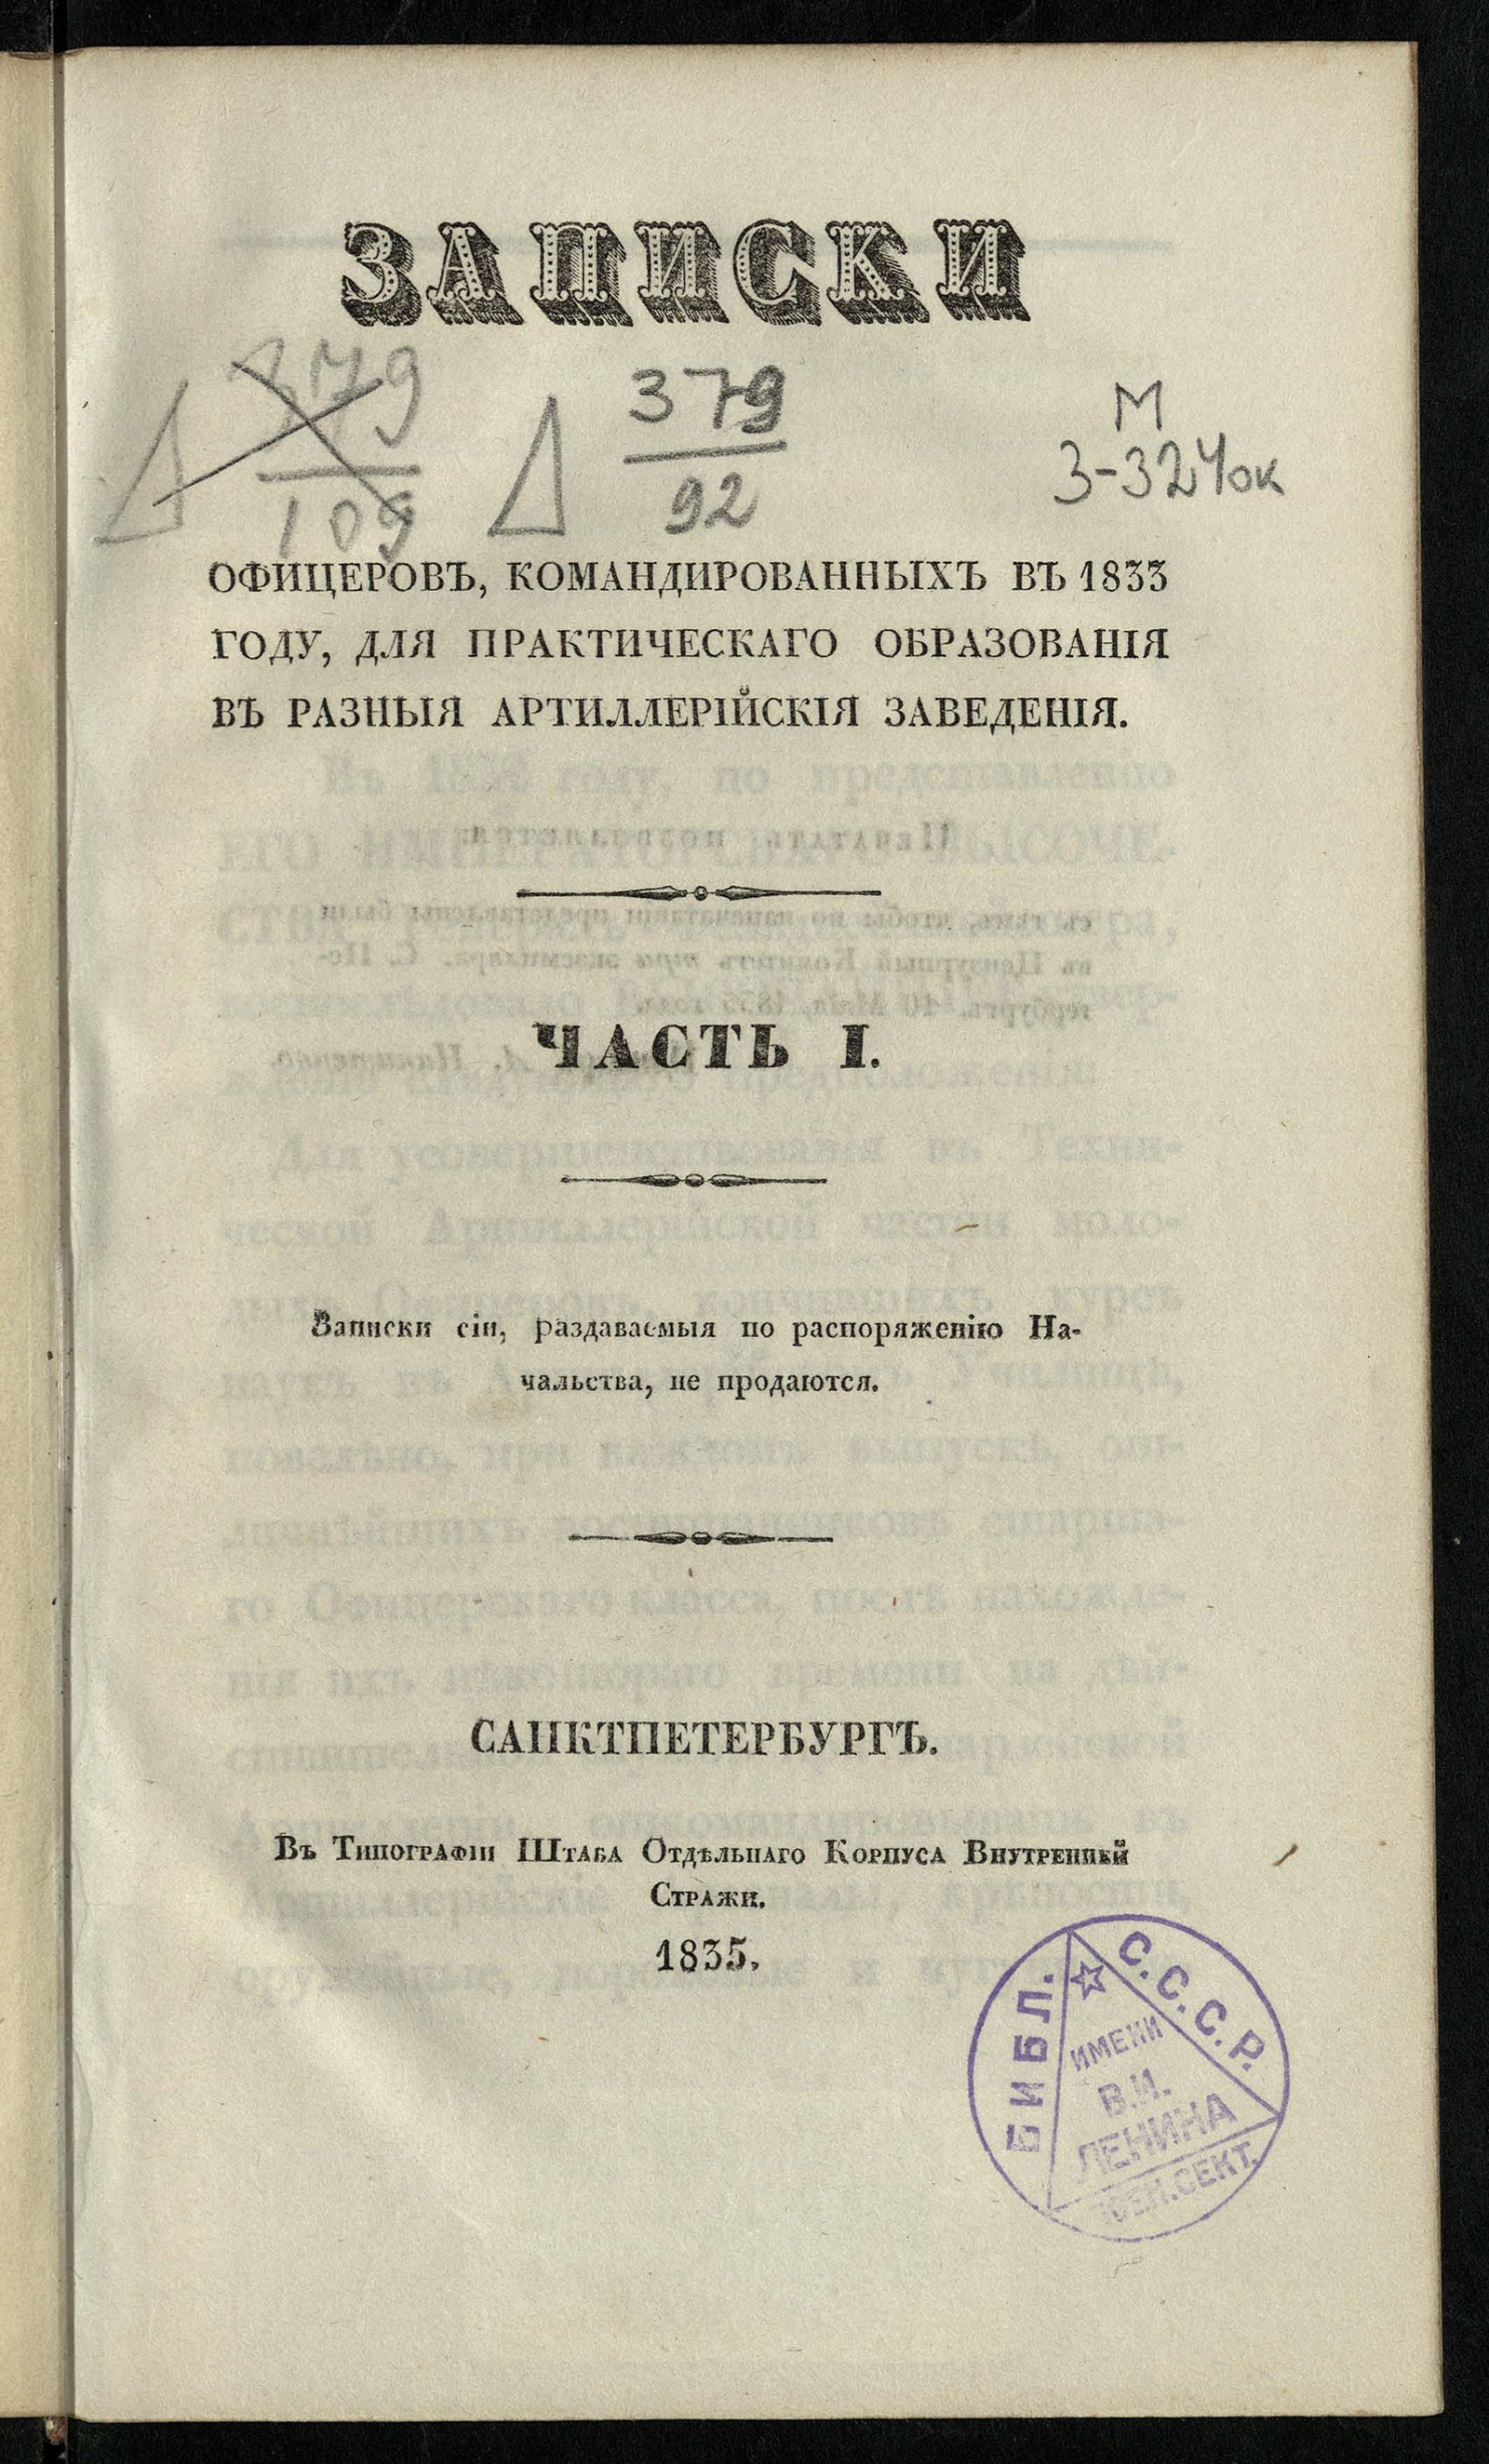 ЗАПИСКИ
379
109
379
92
М
З-324ок
ОФИЦЕРОВЪ, КОМАНДИРОВАННЫХЪ ВЪ 1833
ГОДУ, ДЛЯ ПРАКТИЧЕСКАГО ОБРАЗОВАНІЯ
ВЪ РАЗНЫЯ АРТИЛЛЕРІЙСКІЯ ЗАВЕДЕНІЯ.
ЧАСТЬ I.
Записки сіи, раздаваемыя по распоряженію На-
чальства, не продаются.
САНКТПЕТЕРБУРГЪ.
Въ Типографіи Штаба Отдѣльнаго Корпуса Внутренней
Стражи.
1835.
БИБЛ.
С.С.С.Р.
ИМЕНИ
В.И.
ЛЕНИНА
СЕКТ.